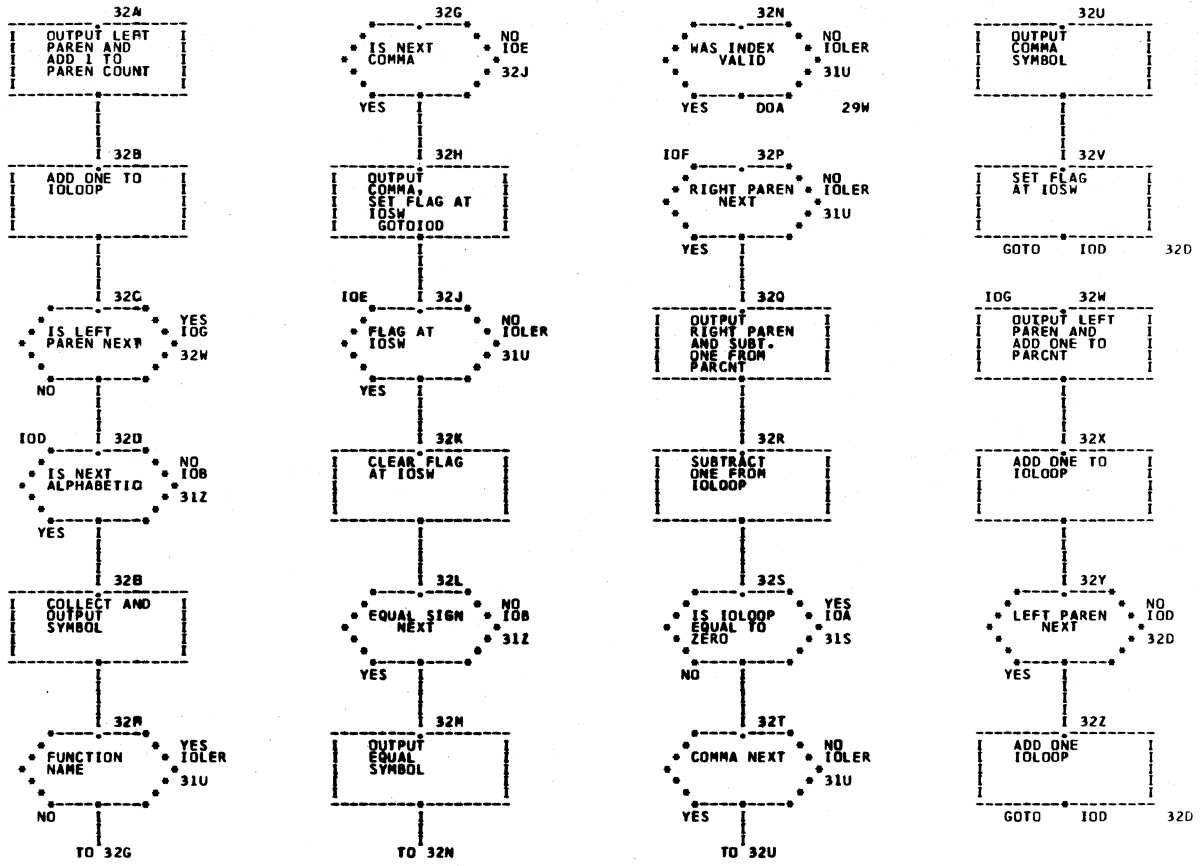 32A
OUTPUT LEFT
PAREN AND
ADD 1 TO
PAREN COUNT
32B
ADD ONE TO
IOLOOP
32C
IS LEFT
PAREN NEXT
YES
IOG
32W
NO
IOD 32D
IS NEXT
ALPHABETIC
NO
IOB
31Z
YES
32B
COLLECT AND
OUTPUT
SYMBOL
FUNCTION
NAME
YES
IOLER
31U
NO
TO 32G
32G
IS NEXT
COMMA
NO
IOE
32J
YES
32H
OUTPUT
COMMA.
SET FLAG AT
IOSW
GOTOIOD
IOE 32J
FLAG AT
IOSW
NO
IOLER
31U
YES
32K
CLEAR FLAG
AT IOSW
32L
EQUAL SIGN
NEXT
NO
IOB
31Z
YES
32M
OUTPUT
EQUAL
SYMBOL
TO 32N
32N
WAS INDEX
VALID
NO
IOLER
31U
YES DOA 29W
IOF 32P
RIGHT PAREN
NEXT
NO
IOLER
31U
YES
32Q
OUTPUT
RIGHT PAREN
AND SUBT.
ONE FROM
PARCNT
32R
SUBTRACT
ONE FROM
IOLOOP
32S
IS IOLOOP
EQUAL TO
ZERO
YES
IOA
31S
NO
32T
COMMA NEXT
NO
IOLER
31U
YES
TO 32U
32U
OUTPUT
COMMA
SYMBOL
32V
SET FLAG
AT IOSW
GOTO IOD 32D
IOG 32W
OUTPUT LEFT
PAREN AND
ADD ONE TO
PARCNT
32X
ADD ONE TO
IOLOOP
32Y
LEFT PAREN
NEXT
NO
IOD
32D
YES
32Z
ADD ONE
IOLOOP
GOTO IOD 32D